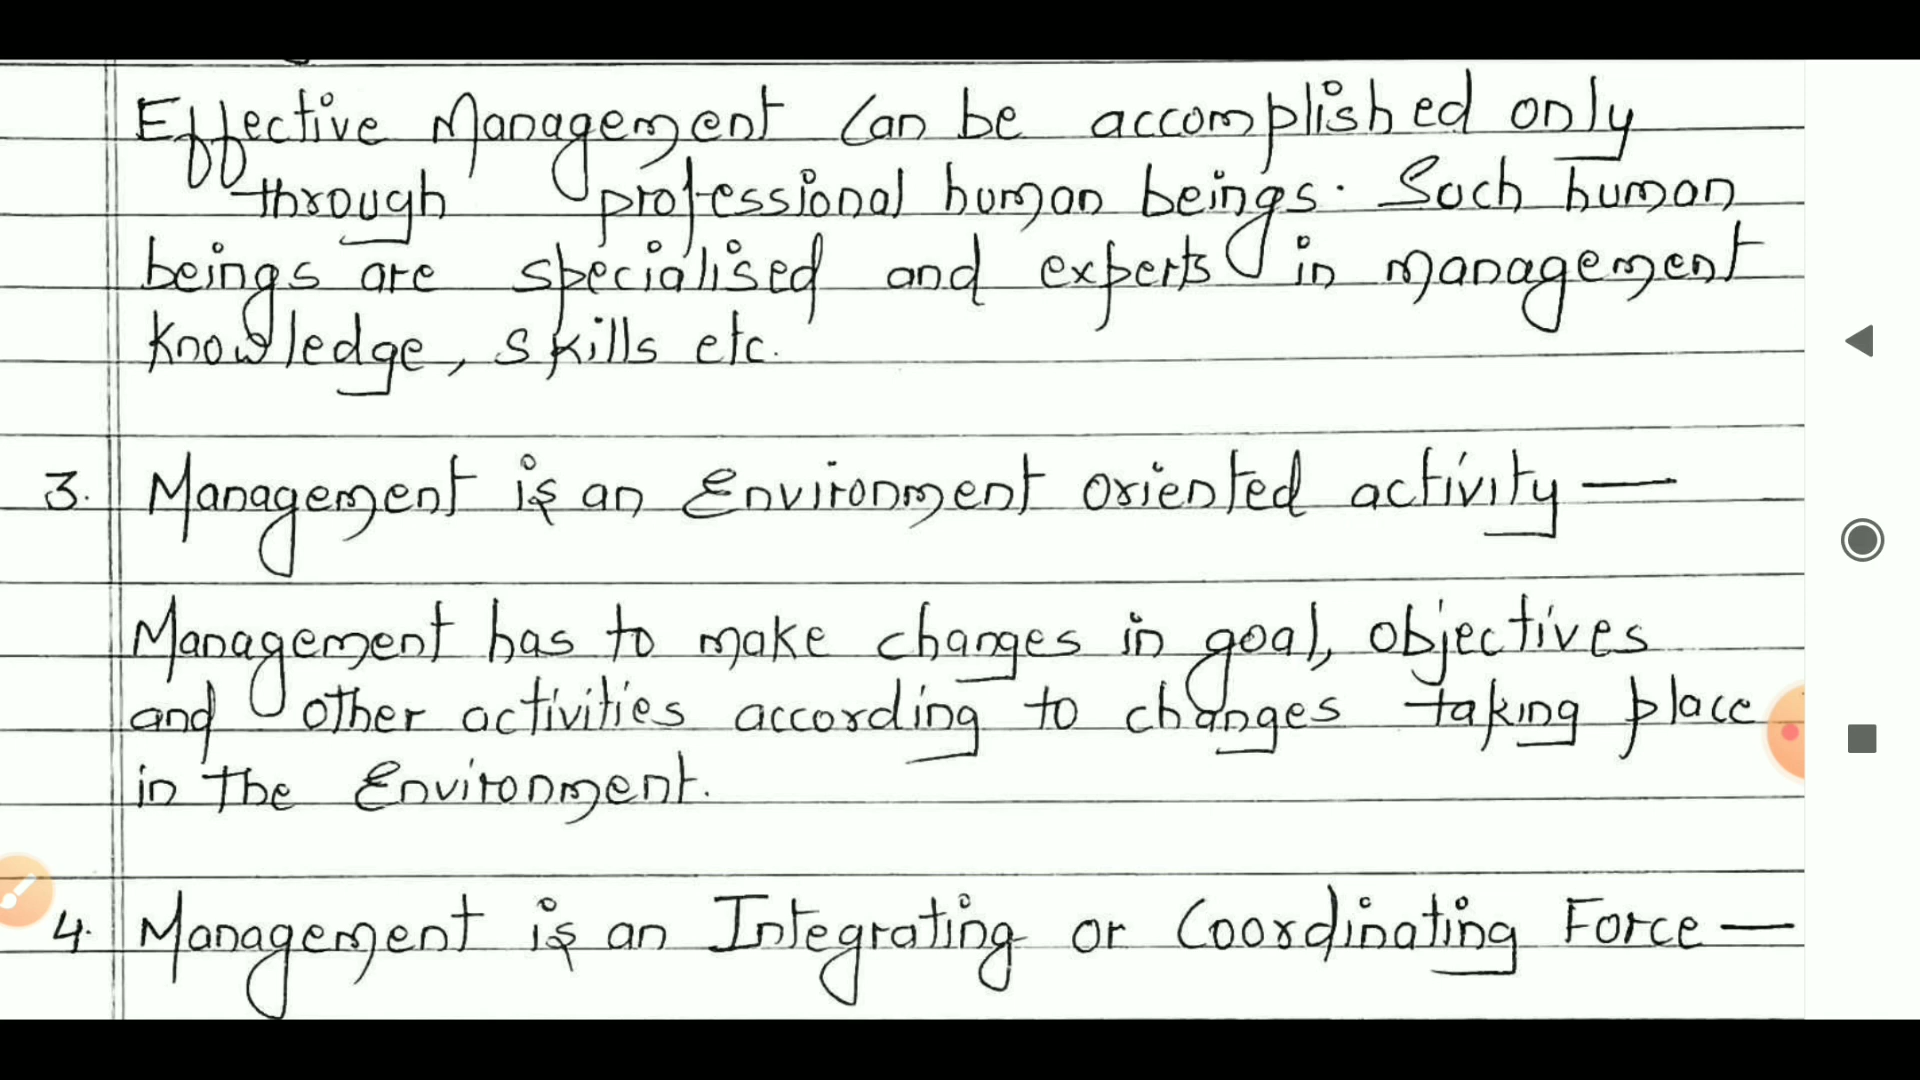 Effective Management can be accomplished only
through professional human beings. Such human
beings are specialised and experts in management
knowledge, skills etc.
3. Management is an Environment oriented activity —
Management has to make changes in goal, objectives
and other activities according to changes taking place
in the Environment.
4. Management is an Integrating or Coordinating Force —